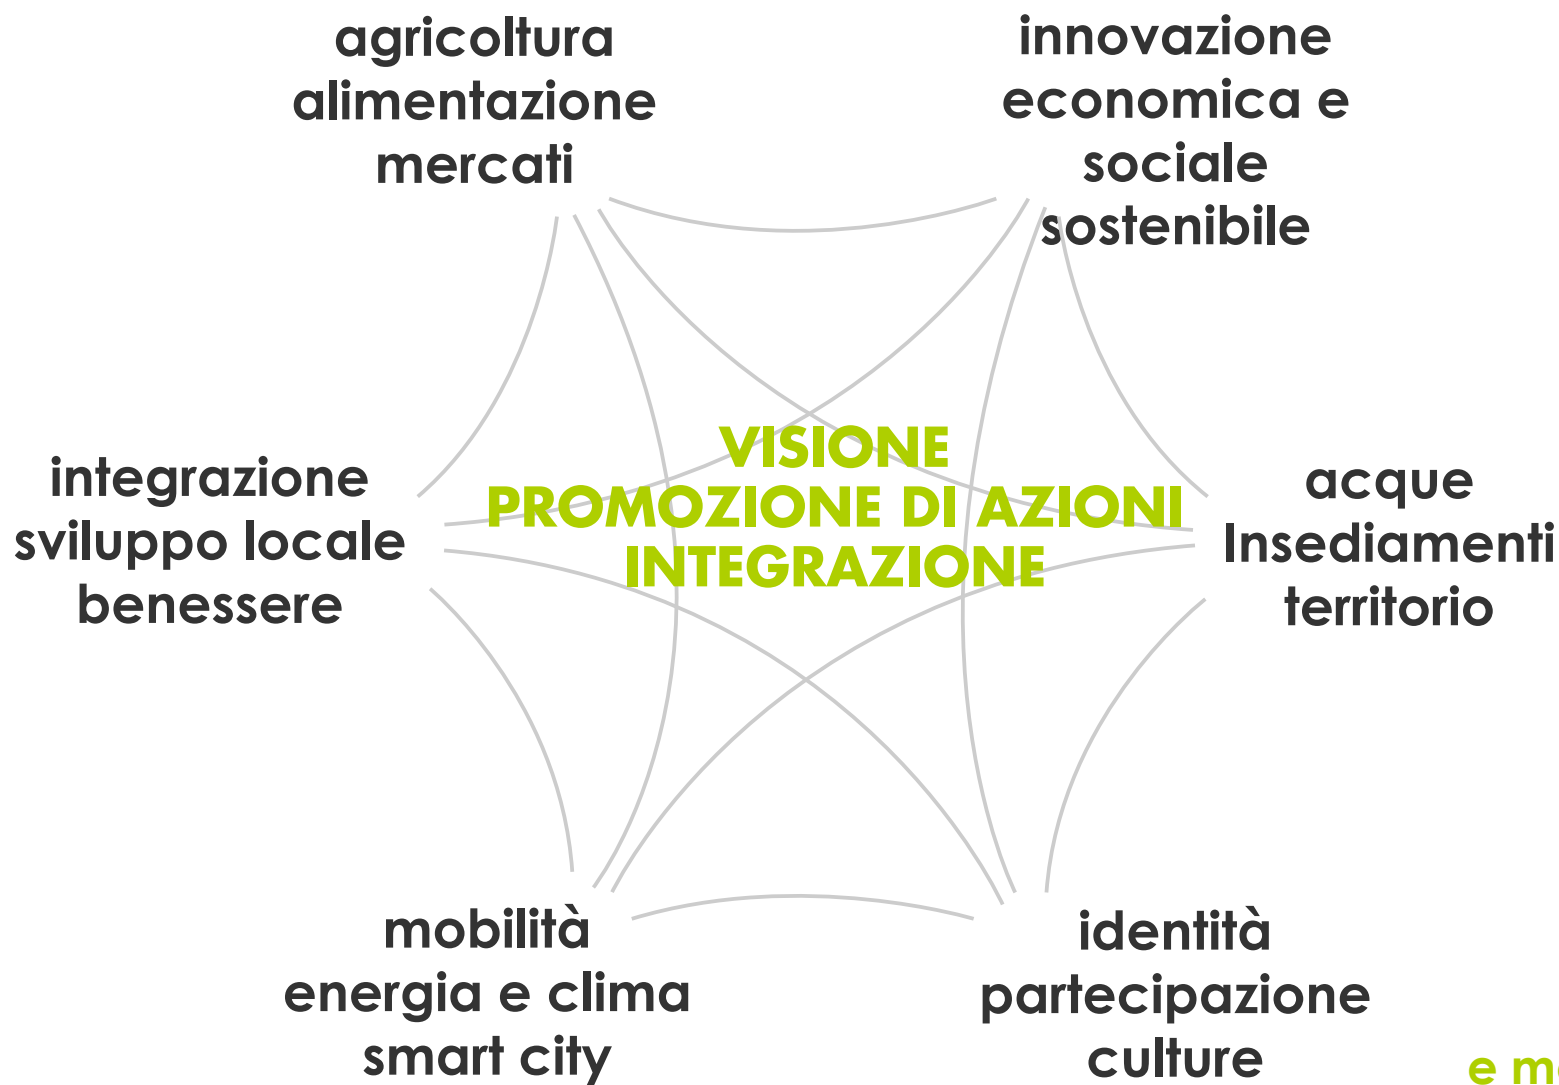 agricoltura
alimentazione
mercati
innovazione
economica e
sociale
sostenibile
VISIONE
PROMOZIONE DI AZIONI
INTEGRAZIONE
integrazione
sviluppo locale
benessere
acque
Insediamenti
territorio
mobilità
energia e clima
smart city
identità
partecipazione
culture
e